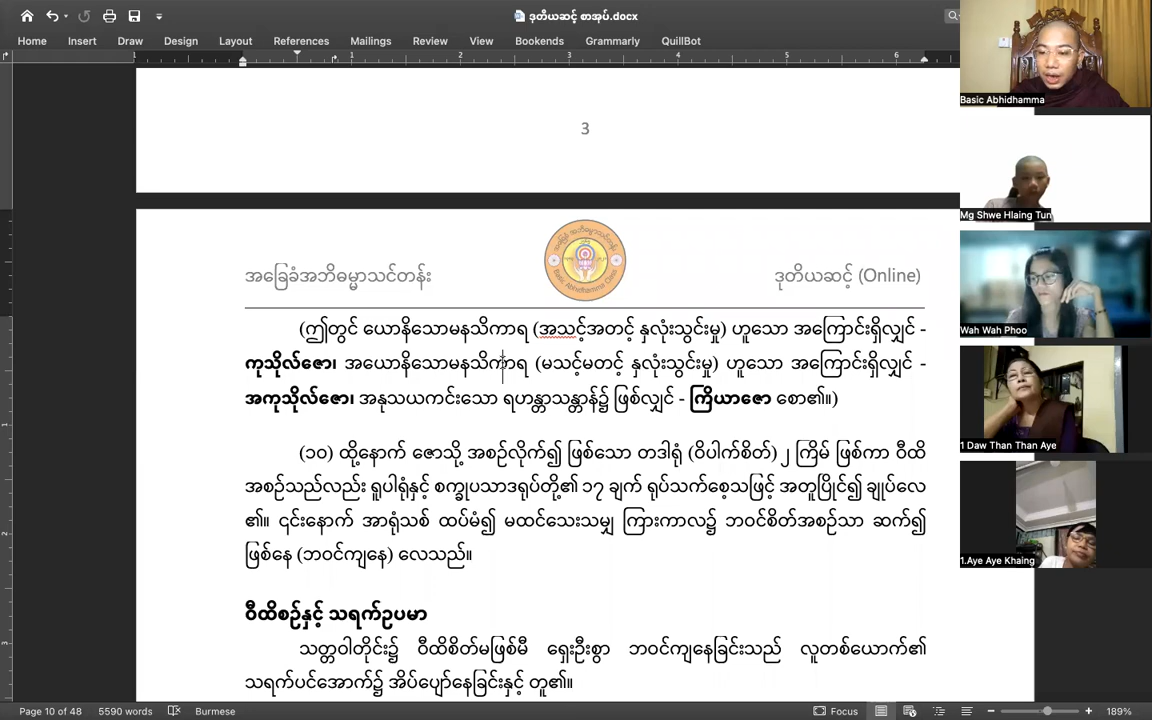 ဒုတိယဆင့် စာအုပ်.docx
Home Insert Draw Design Layout References Mailings Review View Bookends Grammarly QuillBot
1 1 2 3 4 5 6
3
အခြေခံအဘိဓမ္မာသင်တန်း
Basic Abhidhamma Class
ဒုတိယဆင့် (Online)
(ဤတွင် ယောနိသောမနသိကာရ (အသင့်အတင့် နှလုံးသွင်းမှု) ဟူသော အကြောင်းရှိလျှင် -
ကုသိုလ်ဇော၊ အယောနိသောမနသိကာရ (မသင့်မတင့် နှလုံးသွင်းမှု) ဟူသော အကြောင်းရှိလျှင် -
အကုသိုလ်ဇော၊ အနုသယကင်းသော ရဟန္တာသန္တာန်၌ ဖြစ်လျှင် - ကြိယာဇော စော၏။)
(၁၀) ထို့နောက် ဇောသို့ အစဉ်လိုက်၍ ဖြစ်သော တဒါရုံ (ဝိပါက်စိတ်) ၂ ကြိမ် ဖြစ်ကာ ဝီထိ
အစဉ်သည်လည်း ရူပါရုံနှင့် စက္ခုပသာဒရုပ်တို့၏ ၁၇ ချက် ရုပ်သက်စေ့သဖြင့် အတူပြိုင်၍ ချုပ်လေ
၏။ ၎င်းနောက် အာရုံသစ် ထပ်မံ၍ မထင်သေးသမျှ ကြားကာလ၌ ဘဝင်စိတ်အစဉ်သာ ဆက်၍
ဖြစ်နေ (ဘဝင်ကျနေ) လေသည်။
ဝီထိစဉ်နှင့် သရက်ဥပမာ
သတ္တဝါတိုင်း၌ ဝီထိစိတ်မဖြစ်မီ ရှေးဦးစွာ ဘဝင်ကျနေခြင်းသည် လူတစ်ယောက်၏
သရက်ပင်အောက်၌ အိပ်ပျော်နေခြင်းနှင့် တူ၏။
Page 10 of 48 5590 words Burmese Focus 189%
Basic Abhidhamma
Mg Shwe Hlaing Tun
Wah Wah Phoo
1 Daw Than Than Aye
1.Aye Aye Khaing